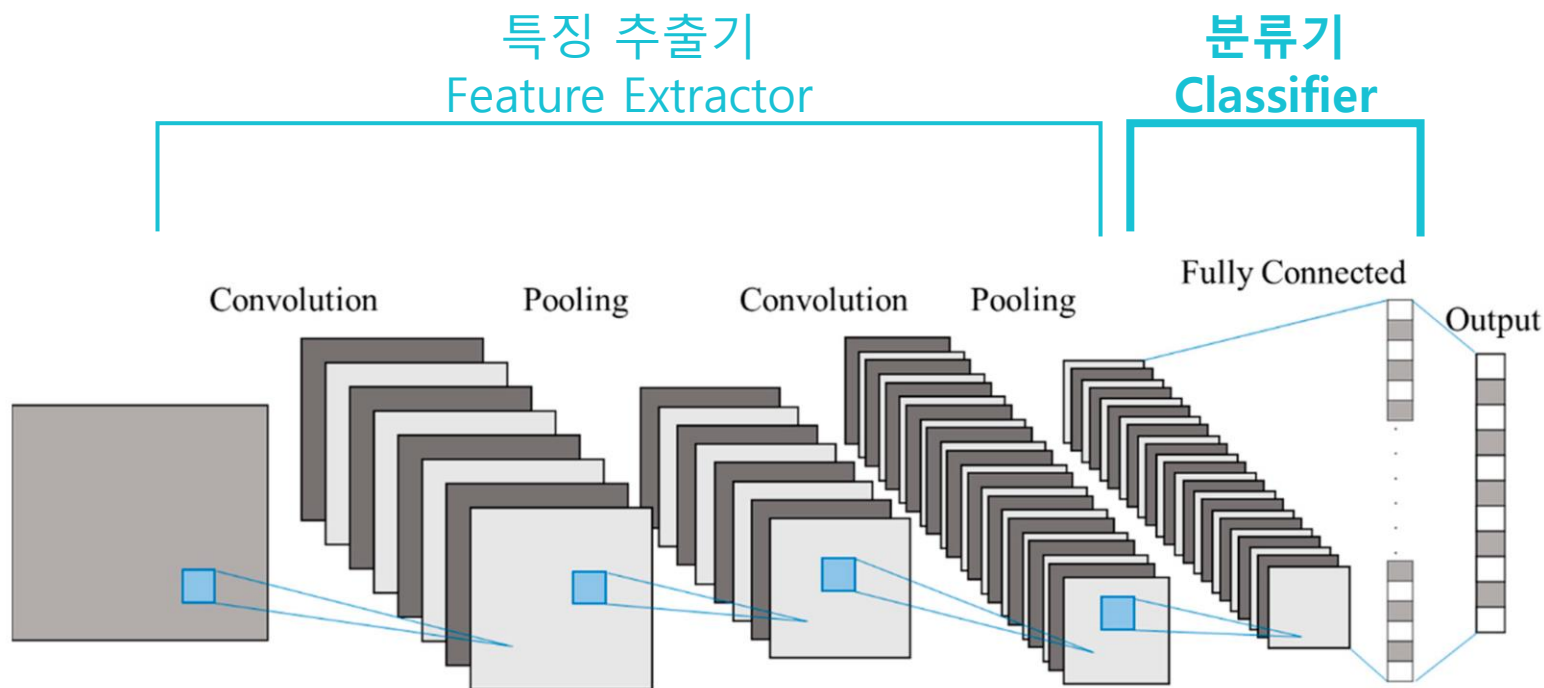 특징 추출기
Feature Extractor
분류기
Classifier
Convolution
Pooling
Convolution
Pooling
Fully Connected
Output